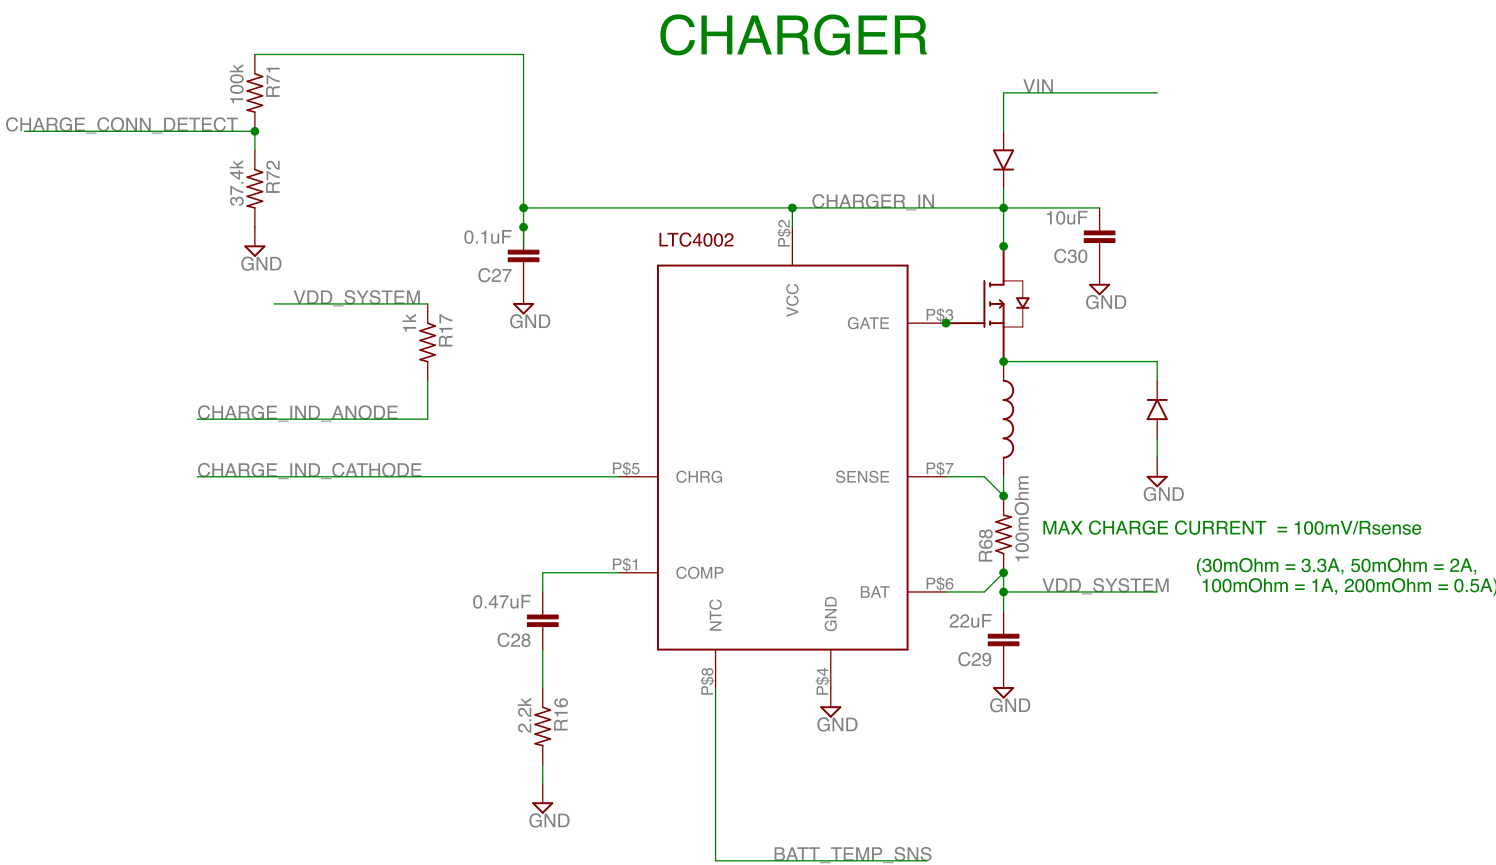 CHARGER
100k
R71
CHARGE_CONN_DETECT
37.4k
R72
GND
VIN
CHARGER_IN
10uF
C30
GND
0.1uF
C27
GND
LTC4002
P$2
VCC
GATE
P$3
VDD_SYSTEM
1k
R17
CHARGE_IND_ANODE
CHARGE_IND_CATHODE
P$5
CHRG
SENSE
P$7
GND
R68
100mOhm
MAX CHARGE CURRENT = 100mV/Rsense
(30mOhm = 3.3A, 50mOhm = 2A,
100mOhm = 1A, 200mOhm = 0.5A)
P$1
COMP
BAT
P$6
VDD_SYSTEM
0.47uF
C28
NTC
GND
22uF
C29
GND
P$8
P$4
GND
2.2k
R16
GND
BATT_TEMP_SNS